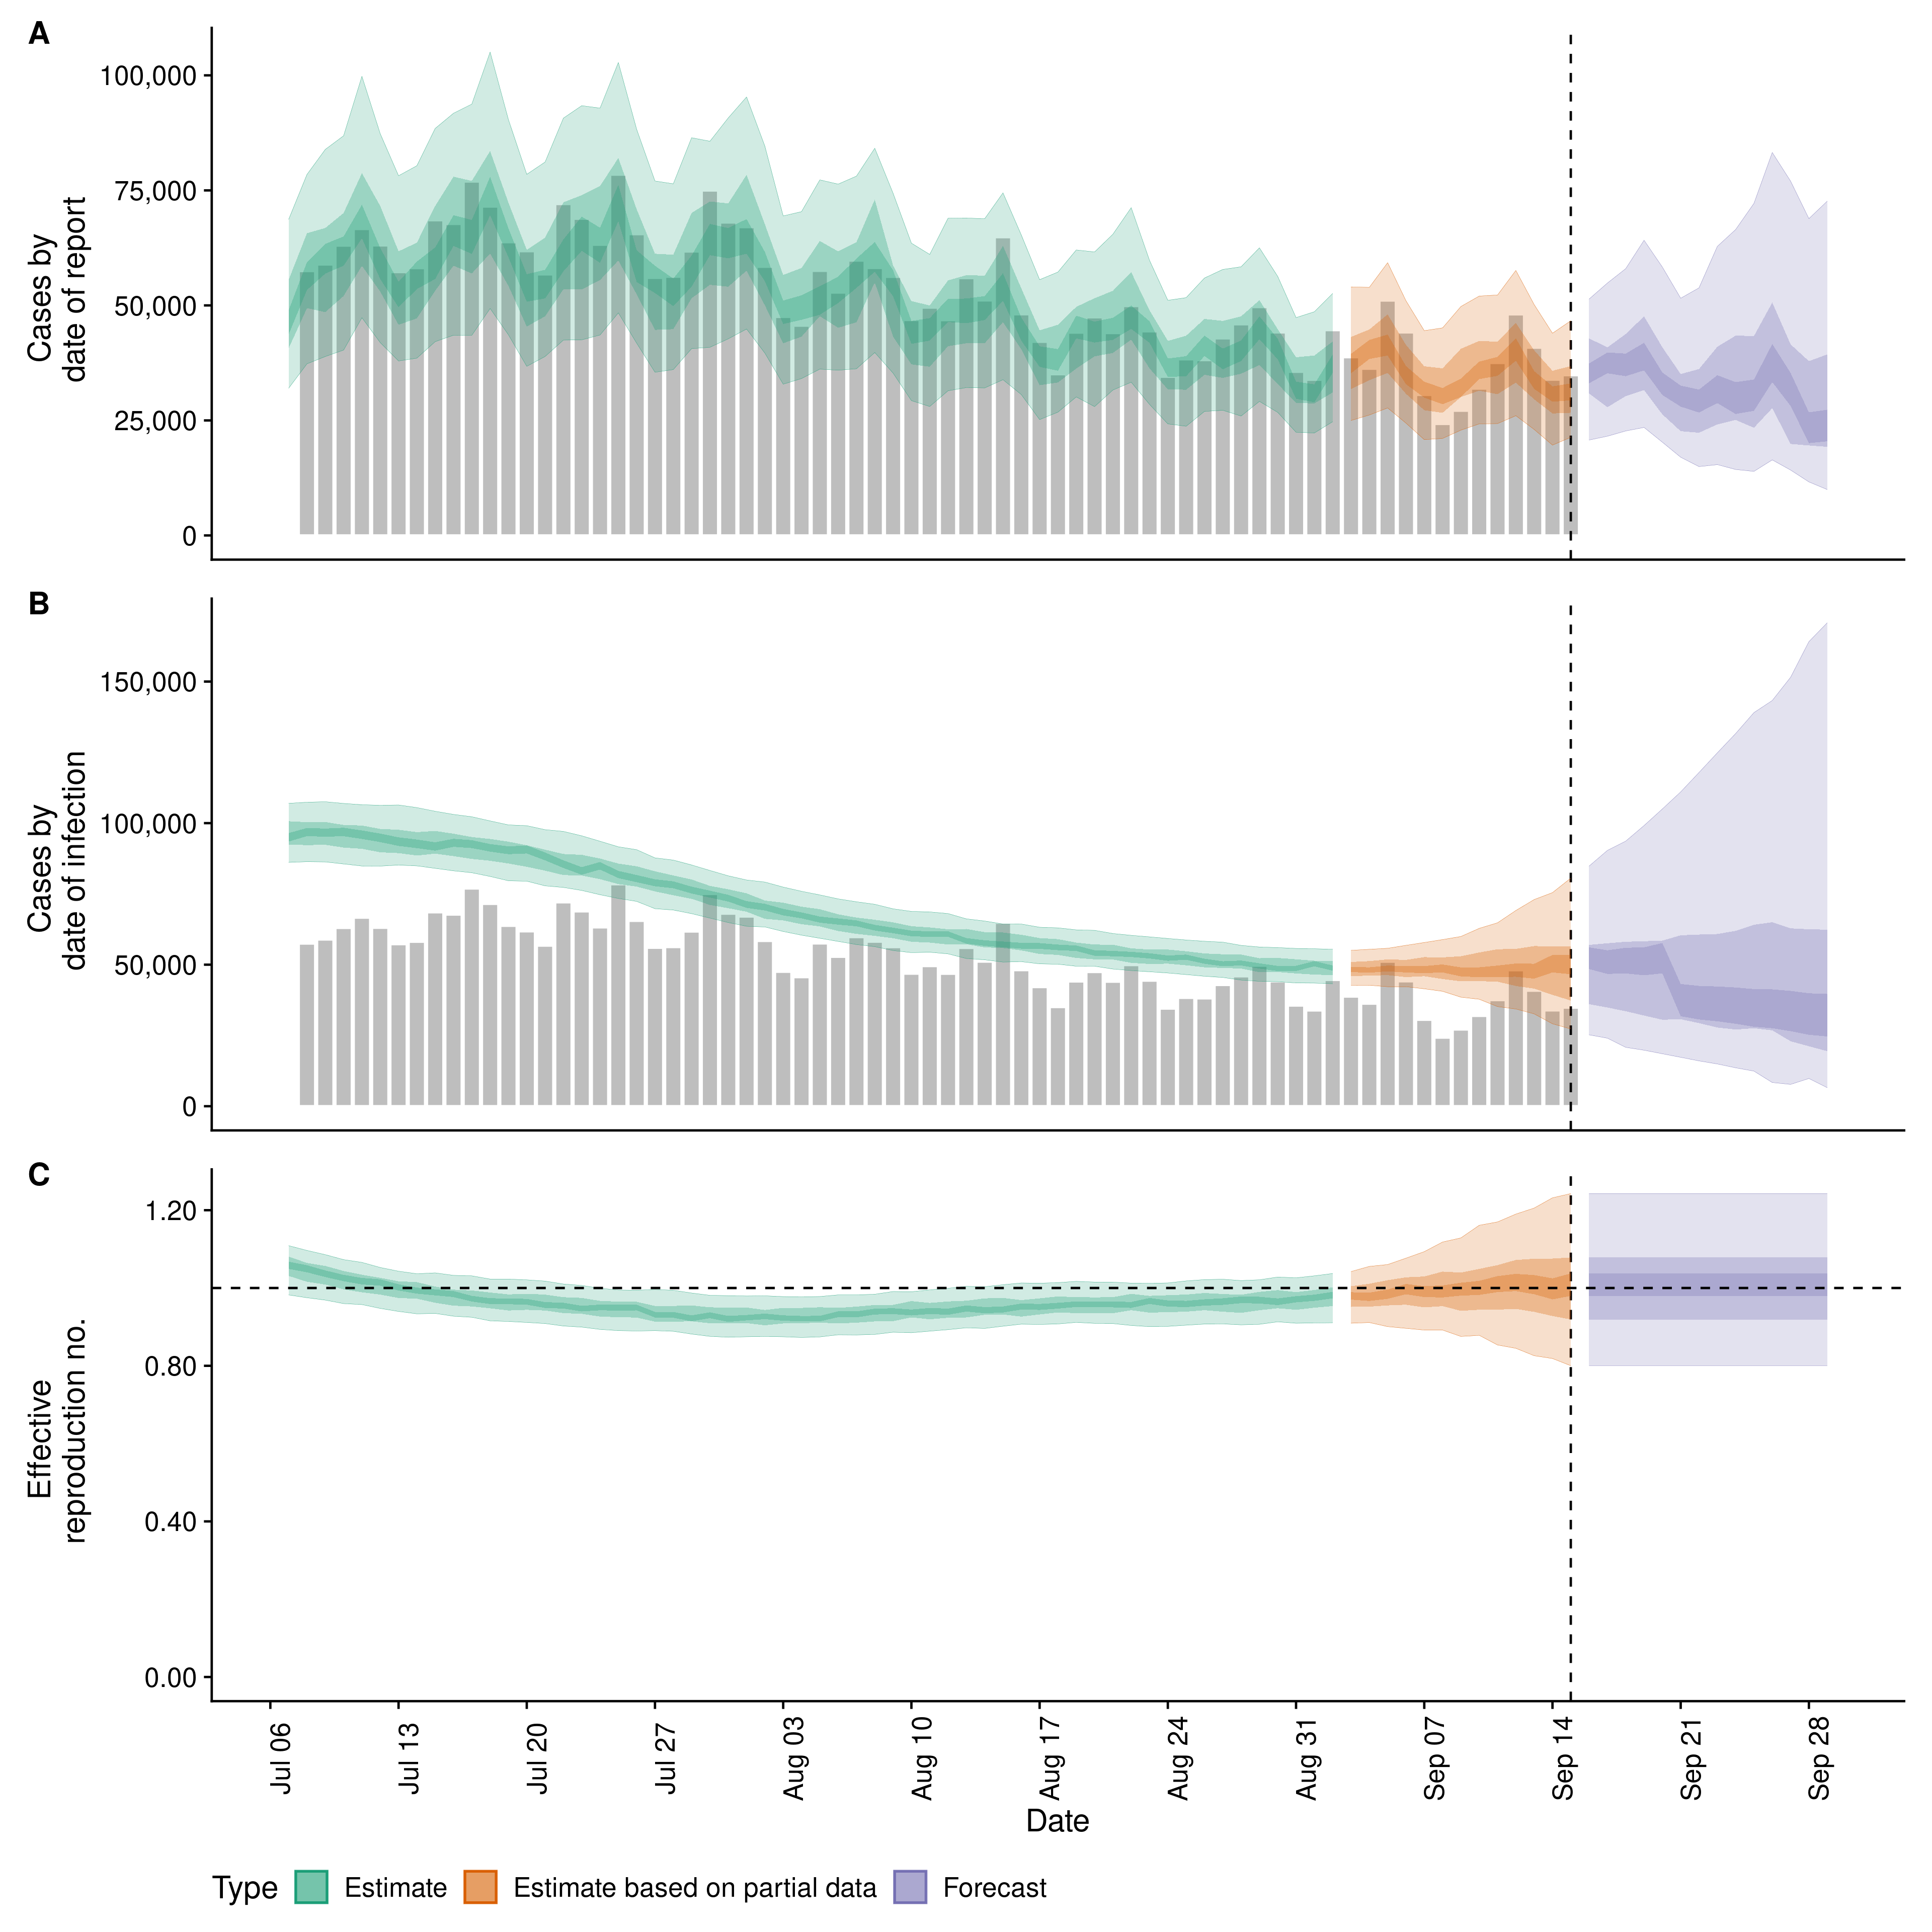 A
Cases by
date of report
100,000
75,000
50,000
25,000
0
B
Cases by
date of infection
150,000
100,000
50,000
0
C
Effective
reproduction no.
1.20
0.80
0.40
0.00
Jul 06
Jul 13
Jul 20
Jul 27
Aug 03
Aug 10
Aug 17
Aug 24
Aug 31
Sep 07
Sep 14
Sep 21
Sep 28
Date
Type Estimate Estimate based on partial data Forecast